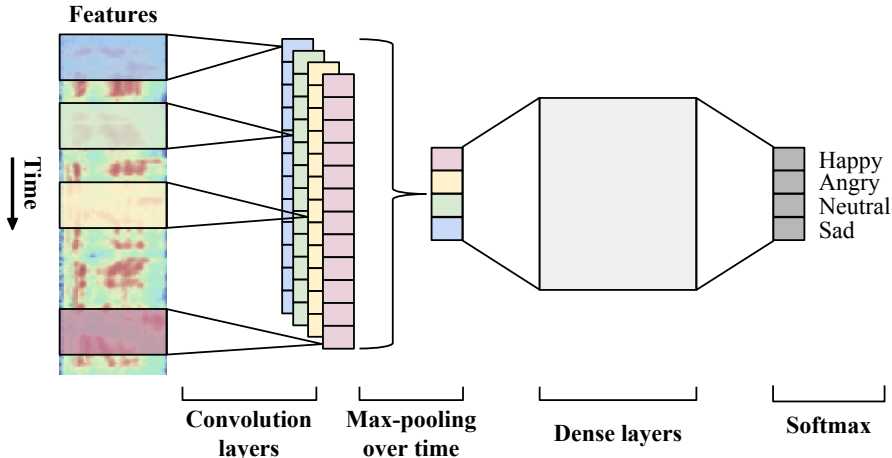 Features
Time
Happy
Angry
Neutral
Sad
Convolution
layers
Max-pooling
over time
Dense layers
Softmax